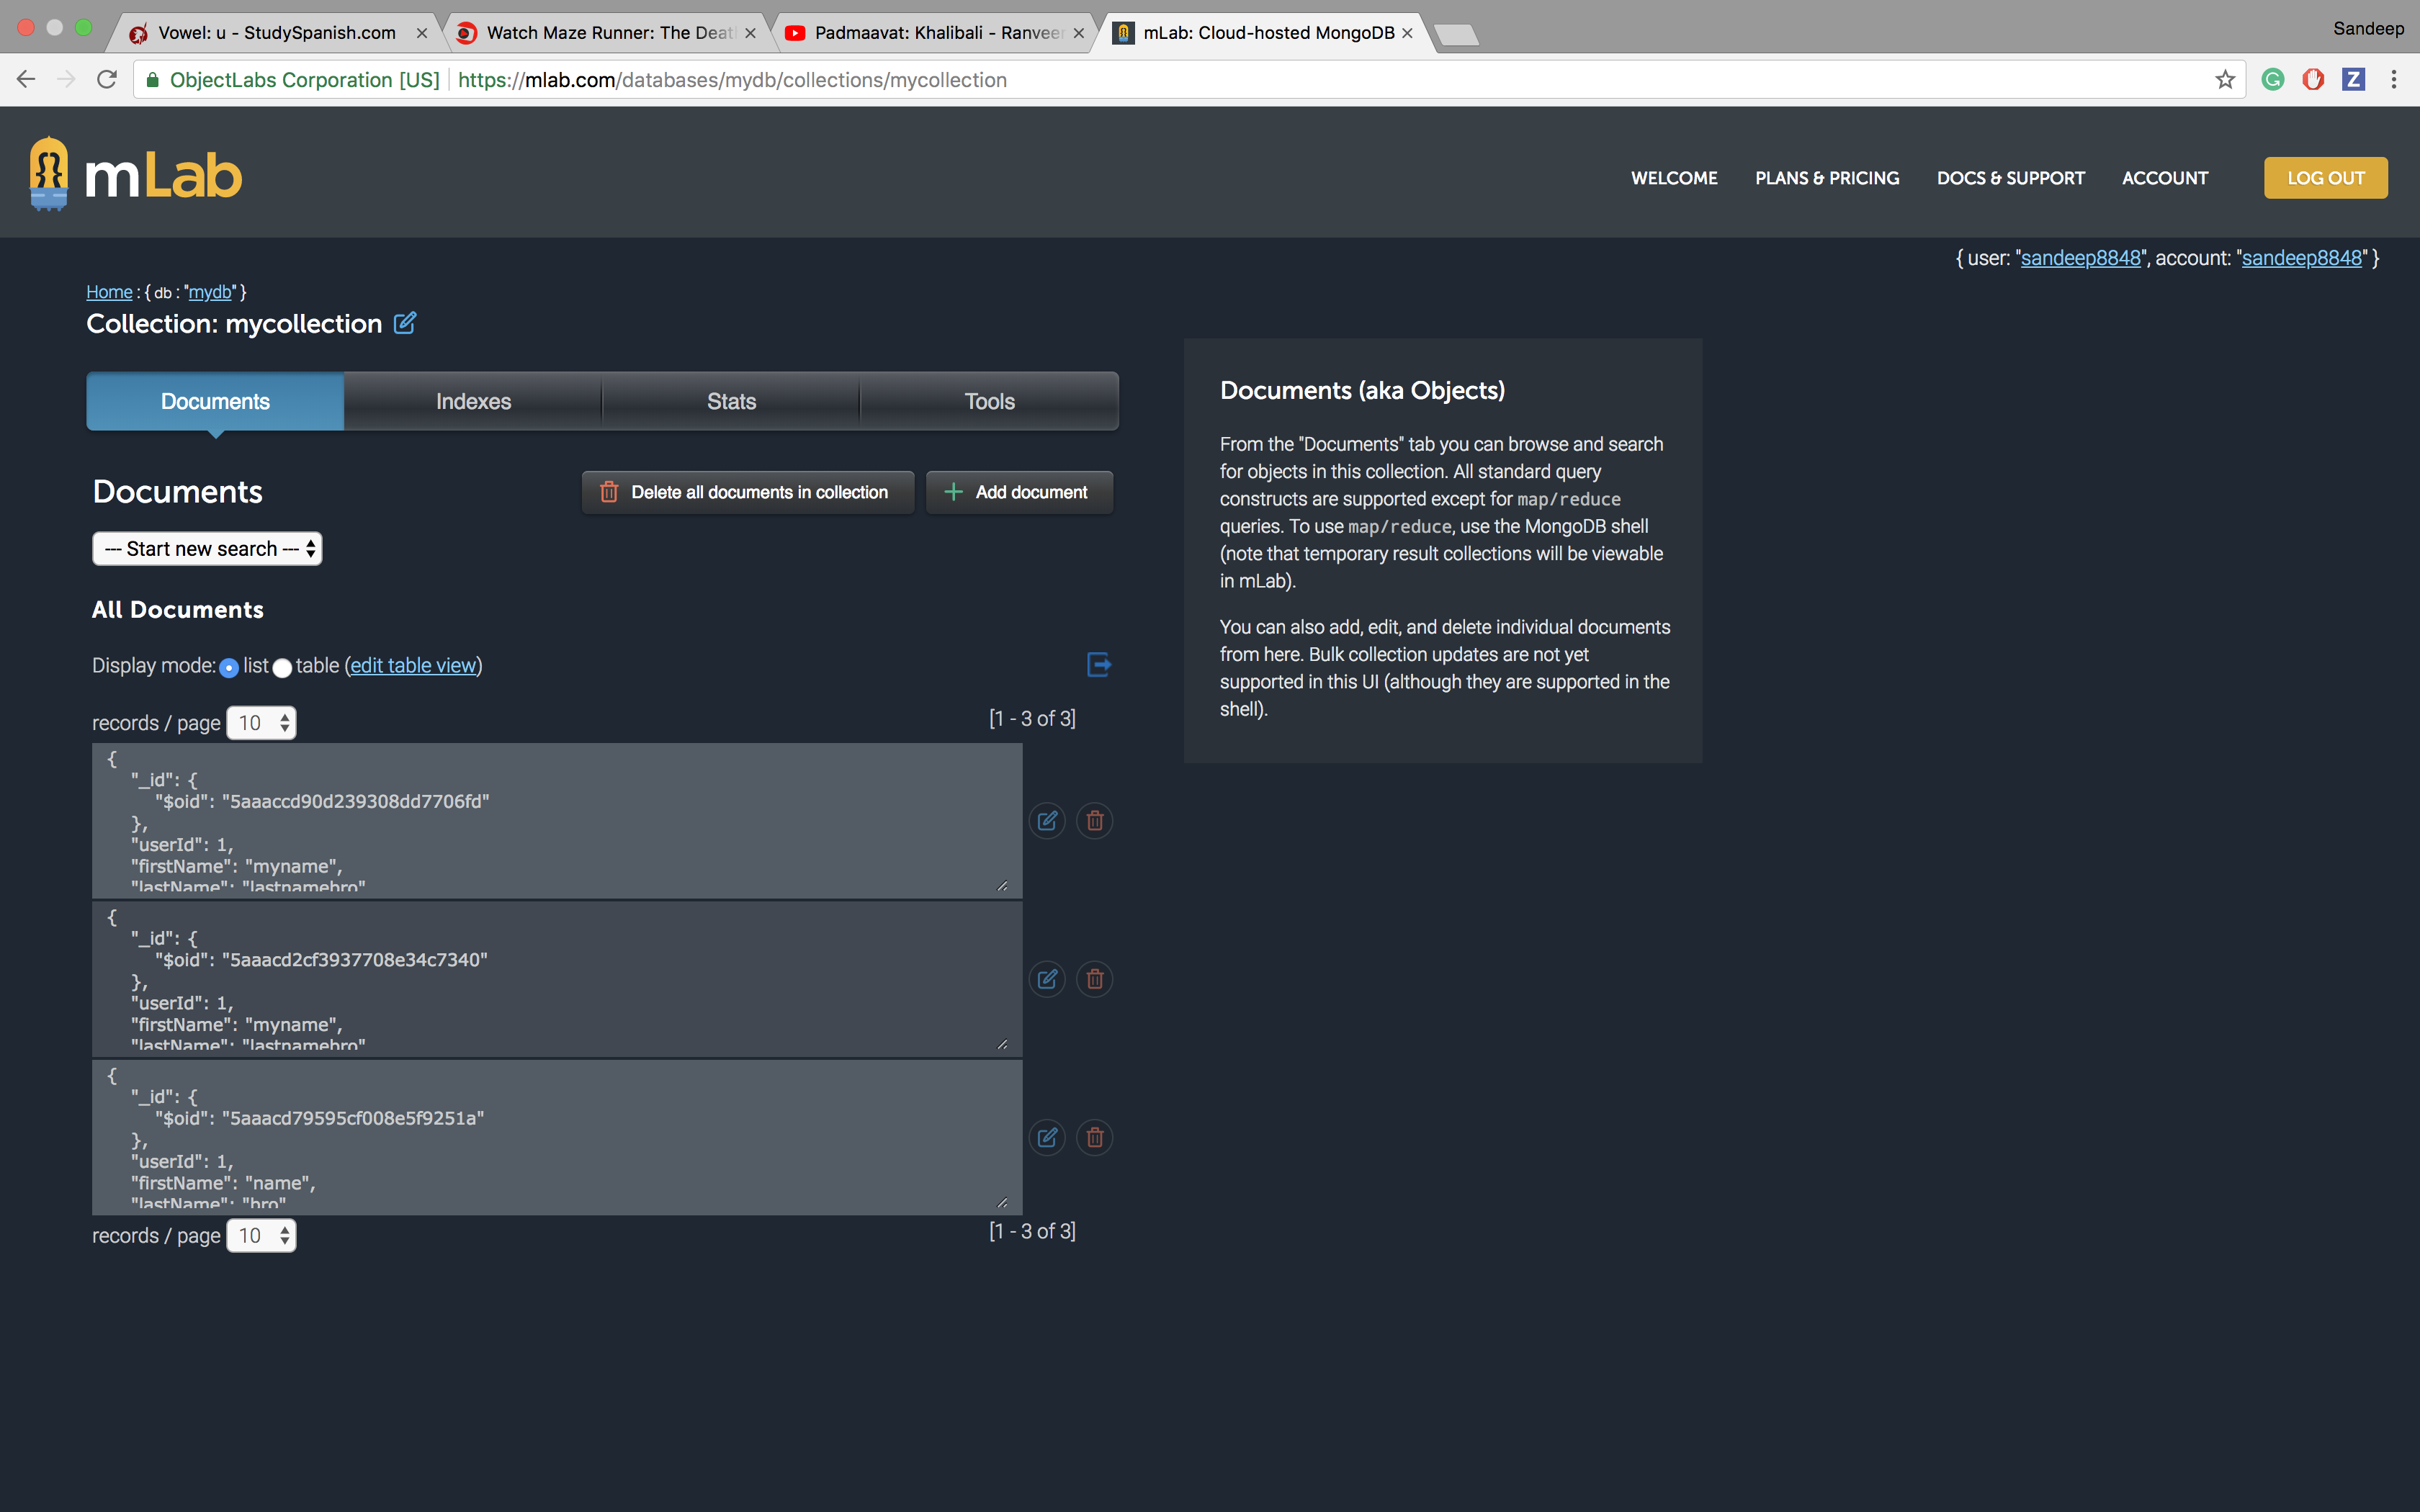 Vowel: u - StudySpanish.com
Watch Maze Runner: The Deat
Padmaavat: Khalibali - Ranveer
mLab: Cloud-hosted MongoDB
Sandeep
ObjectLabs Corporation [US]
https://mlab.com/databases/mydb/collections/mycollection
mLab
WELCOME
PLANS & PRICING
DOCS & SUPPORT
ACCOUNT
LOG OUT
{ user: "sandeep8848", account: "sandeep8848" }
Home : { db : "mydb" }
Collection: mycollection
Documents
Indexes
Stats
Tools
Documents
Delete all documents in collection
Add document
--- Start new search ---
All Documents
Display mode: list table (edit table view)
records / page 10
[1 - 3 of 3]
{
"_id": {
"$oid": "5aaaccd90d239308dd7706fd"
},
"userId": 1,
"firstName": "myname",
"lastName": "lastnamebro"
{
"_id": {
"$oid": "5aaacd2cf3937708e34c7340"
},
"userId": 1,
"firstName": "myname",
"lastName": "lastnamebro"
{
"_id": {
"$oid": "5aaacd79595cf008e5f9251a"
},
"userId": 1,
"firstName": "name",
"lastName": "bro"
records / page 10
[1 - 3 of 3]
Documents (aka Objects)
From the "Documents" tab you can browse and search
for objects in this collection. All standard query
constructs are supported except for map/reduce
queries. To use map/reduce, use the MongoDB shell
(note that temporary result collections will be viewable
in mLab).
You can also add, edit, and delete individual documents
from here. Bulk collection updates are not yet
supported in this UI (although they are supported in the
shell).